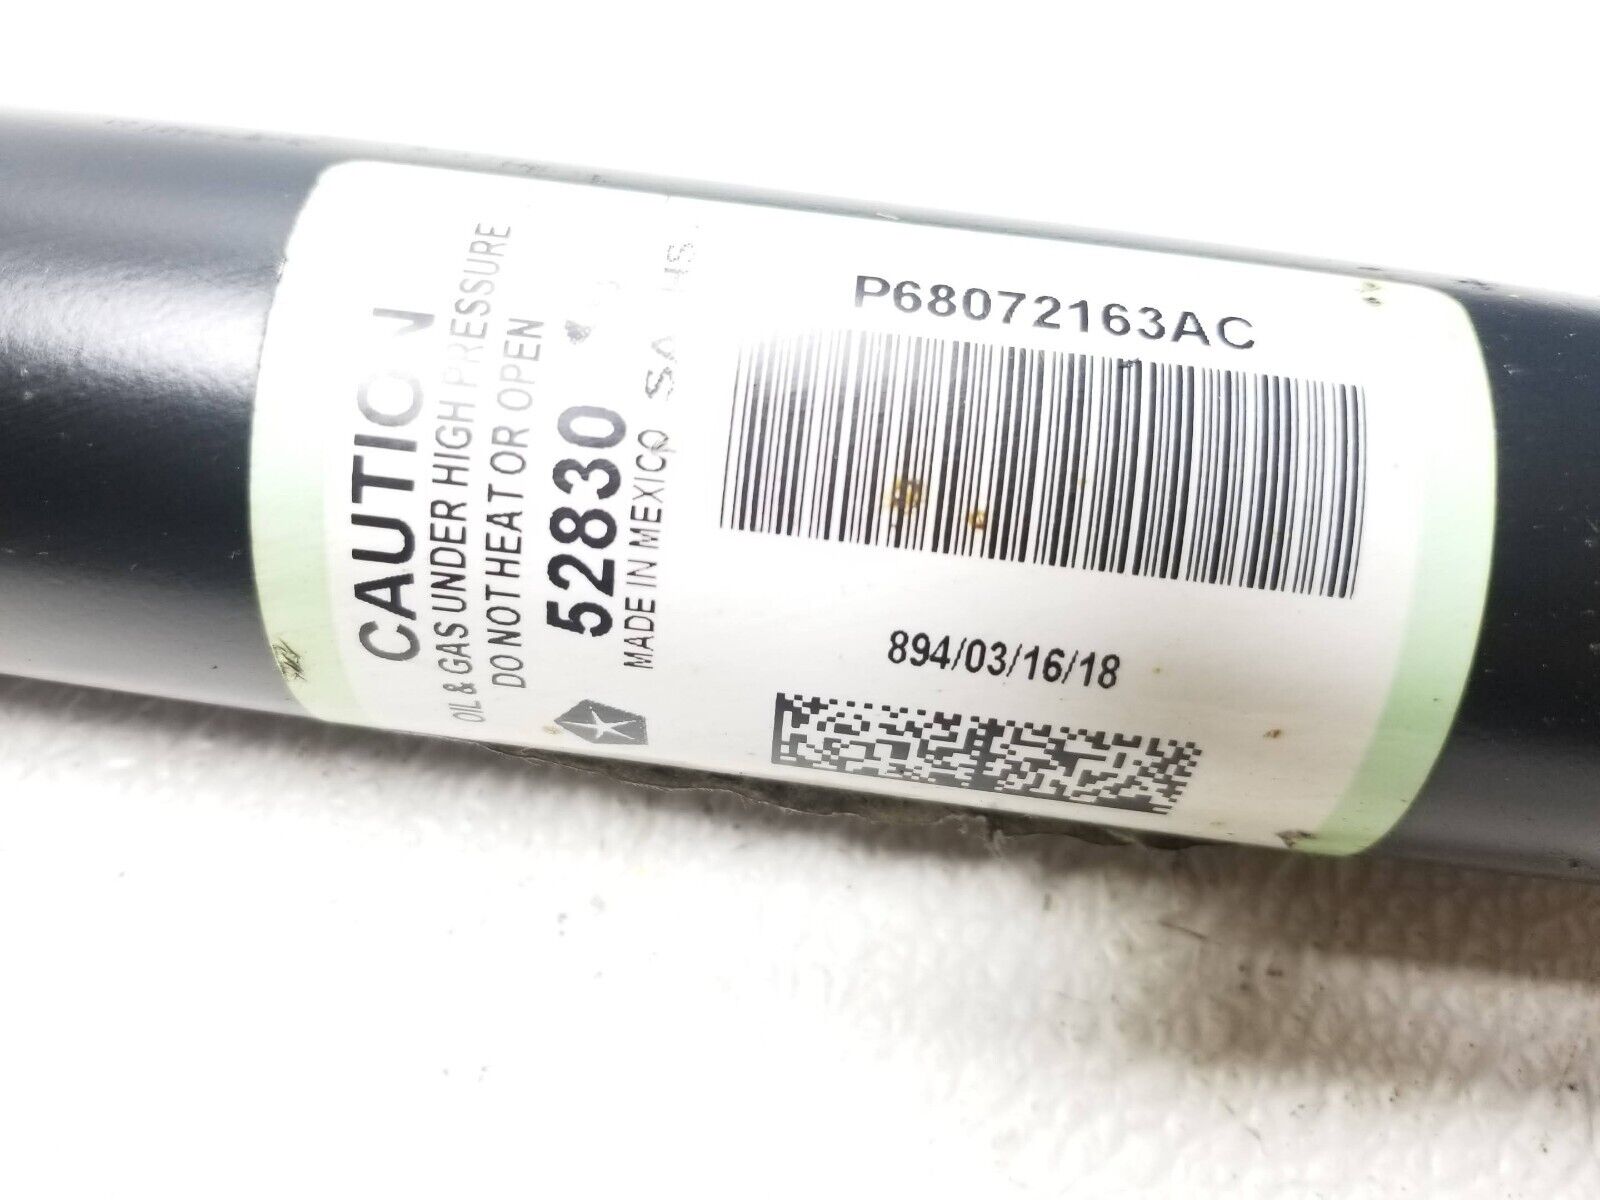 CAUTION
OIL & GAS UNDER HIGH PRESSURE
DO NOT HEAT OR OPEN
52830
MADE IN MEXICO
P68072163AC
894/03/16/18